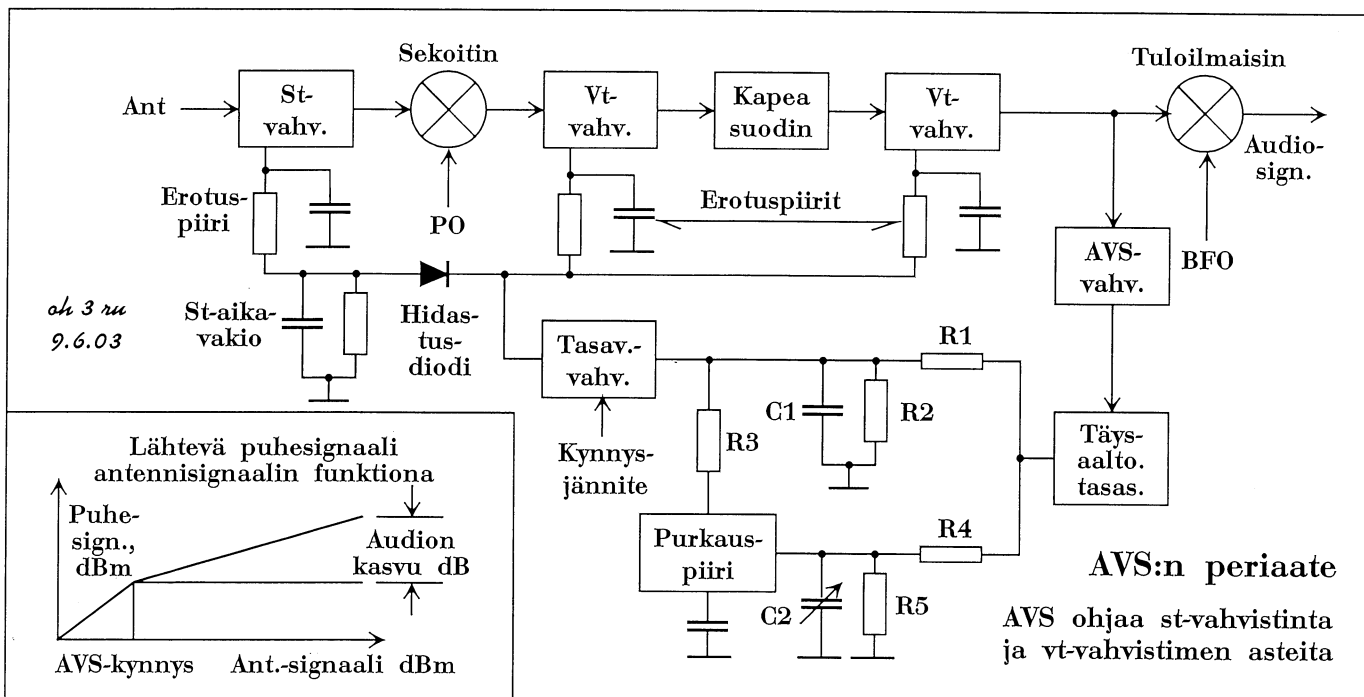 Sekoitin
Tuloilmaisin
Ant
St-
vahv.
Vt-
vahv.
Kapea
suodin
Vt-
vahv.
Audio-
sign.
Erotus-
piiri
PO
Erotuspiirit
AVS-
vahv.
BFO
oh 3 ru
9.6.03
St-aika-
vakio
Hidas-
tus-
diodi
Tasav.-
vahv.
R1
C1
R2
R3
Kynnys-
jännite
Täys-
aalto.
tasas.
Purkaus-
piiri
R4
C2
R5
Lähtevä puhesignaali
antennisignaalin funktiona
Puhe-
sign.,
dBm
Audion
kasvu dB
AVS-kynnys
Ant.-signaali dBm
AVS:n periaate
AVS ohjaa st-vahvistinta
ja vt-vahvistimen asteita